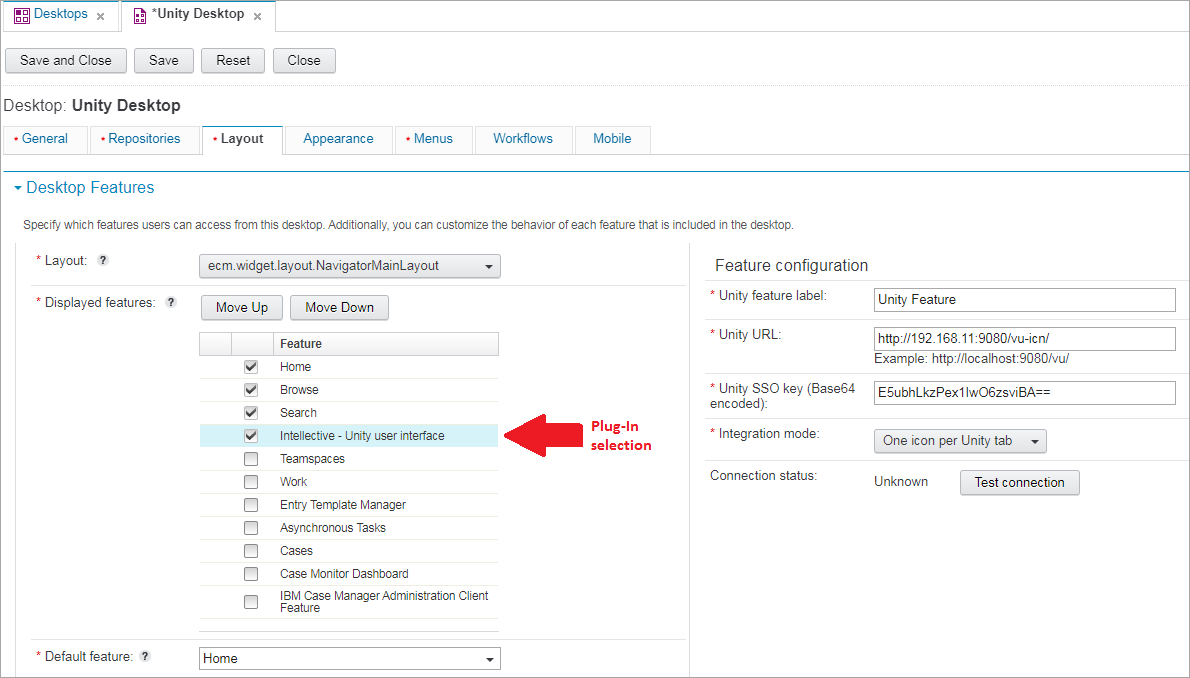 Desktops
*Unity Desktop
Save and Close Save Reset Close
Desktop: Unity Desktop
* General * Repositories * Layout Appearance * Menus Workflows Mobile
Desktop Features
Specify which features users can access from this desktop. Additionally, you can customize the behavior of each feature that is included in the desktop.
* Layout: ? ecm.widget.layout.NavigatorMainLayout
* Displayed features: ? Move Up Move Down
Feature
Home
Browse
Search
Intellective - Unity user interface
Teamspaces
Work
Entry Template Manager
Asynchronous Tasks
Cases
Case Monitor Dashboard
IBM Case Manager Administration Client
Feature
* Default feature: ? Home
Plug-In
selection
Feature configuration
* Unity feature label: Unity Feature
* Unity URL: http://192.168.11:9080/vu-icn/
Example: http://localhost:9080/vu/
* Unity SSO key (Base64
encoded): E5ubhLkzPex1IwO6zsviBA==
* Integration mode: One icon per Unity tab
Connection status: Unknown Test connection